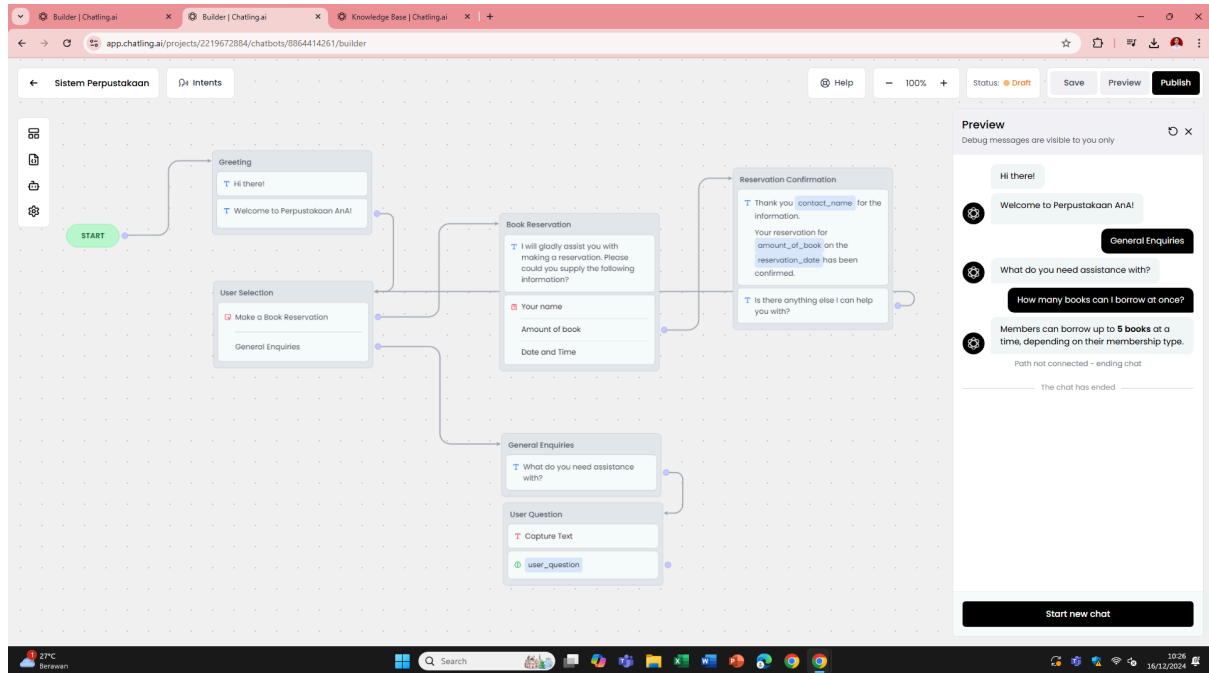 Builder | Chatling.ai
Builder | Chatling.ai
Knowledge Base | Chatling.ai
app.chatling.ai/projects/2219672884/chatbots/8864414261/builder
Sistem Perpustakaan
Intents
Help
100%
Status: Draft
Save
Preview
Publish
START
Greeting
Hi there!
Welcome to Perpustakaan AnA!
User Selection
Make a Book Reservation
General Enquiries
Book Reservation
I will gladly assist you with
making a reservation. Please
could you supply the following
information?
Your name
Amount of book
Date and Time
Reservation Confirmation
Thank you contact_name for the
information.
Your reservation for
amount_of_book on the
reservation_date has been
confirmed.
Is there anything else I can help
you with?
General Enquiries
What do you need assistance
with?
User Question
Capture Text
user_question
Preview
Debug messages are visible to you only
Hi there!
Welcome to Perpustakaan AnA!
General Enquiries
What do you need assistance with?
How many books can I borrow at once?
Members can borrow up to 5 books at a
time, depending on their membership type.
Path not connected - ending chat
The chat has ended
Start new chat
1
27°C
Berawan
Search
10:26
16/12/2024